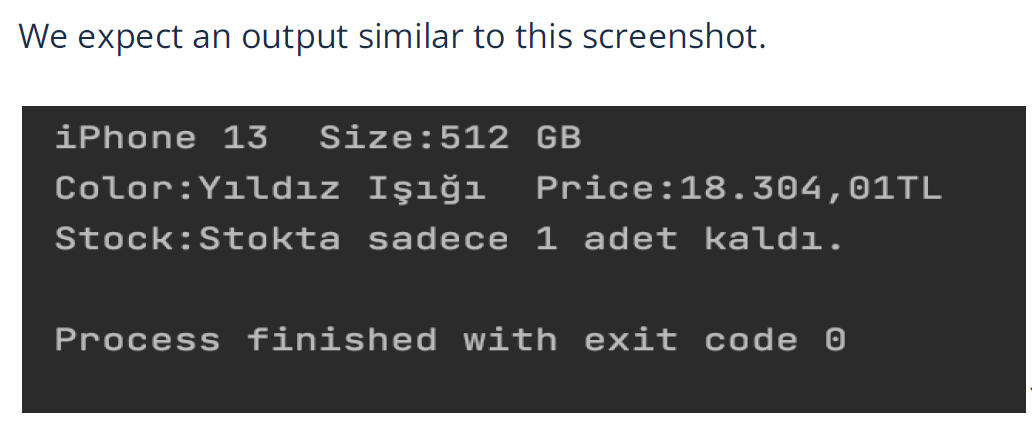 We expect an output similar to this screenshot.
iPhone 13  Size:512 GB
Color:Yıldız Işığı  Price:18.304,01TL
Stock:Stokta sadece 1 adet kaldı.
Process finished with exit code 0